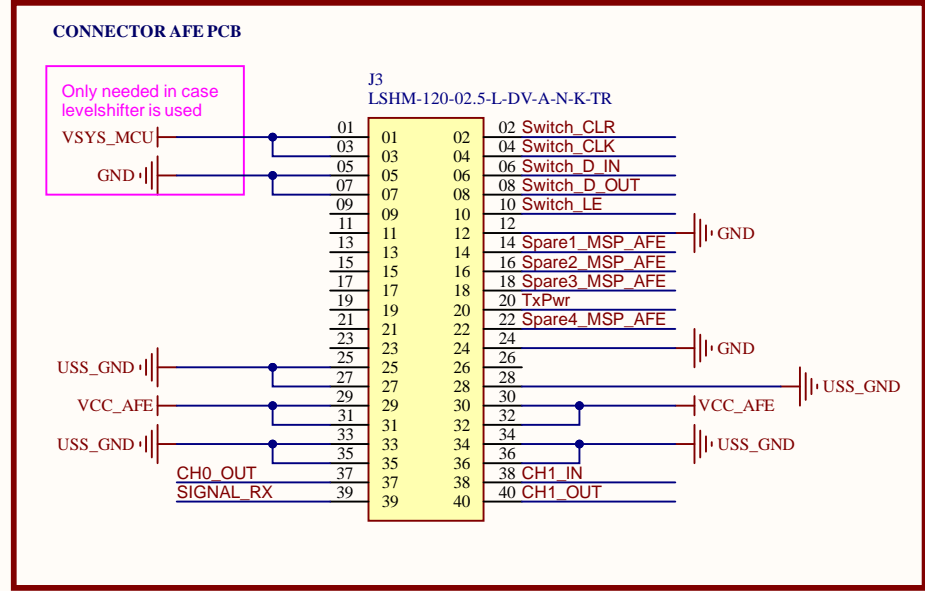 CONNECTOR AFE PCB
Only needed in case
levelshifter is used
J3
LSHM-120-02.5-L-DV-A-N-K-TR
VSYS_MCU 01 01 02 02 Switch_CLR
03 03 04 04 Switch_CLK
GND 05 05 06 06 Switch_D_IN
07 07 08 08 Switch_D_OUT
09 09 10 10 Switch_LE
11 11 12 12 GND
13 13 14 14 Spare1_MSP_AFE
15 15 16 16 Spare2_MSP_AFE
17 17 18 18 Spare3_MSP_AFE
19 19 20 20 TxPwr
21 21 22 22 Spare4_MSP_AFE
23 23 24 24 GND
USS_GND 25 25 26 26
27 27 28 28 USS_GND
VCC_AFE 29 29 30 30 VCC_AFE
31 31 32 32
USS_GND 33 33 34 34 USS_GND
35 35 36 36
CH0_OUT 37 37 38 38 CH1_IN
SIGNAL_RX 39 39 40 40 CH1_OUT